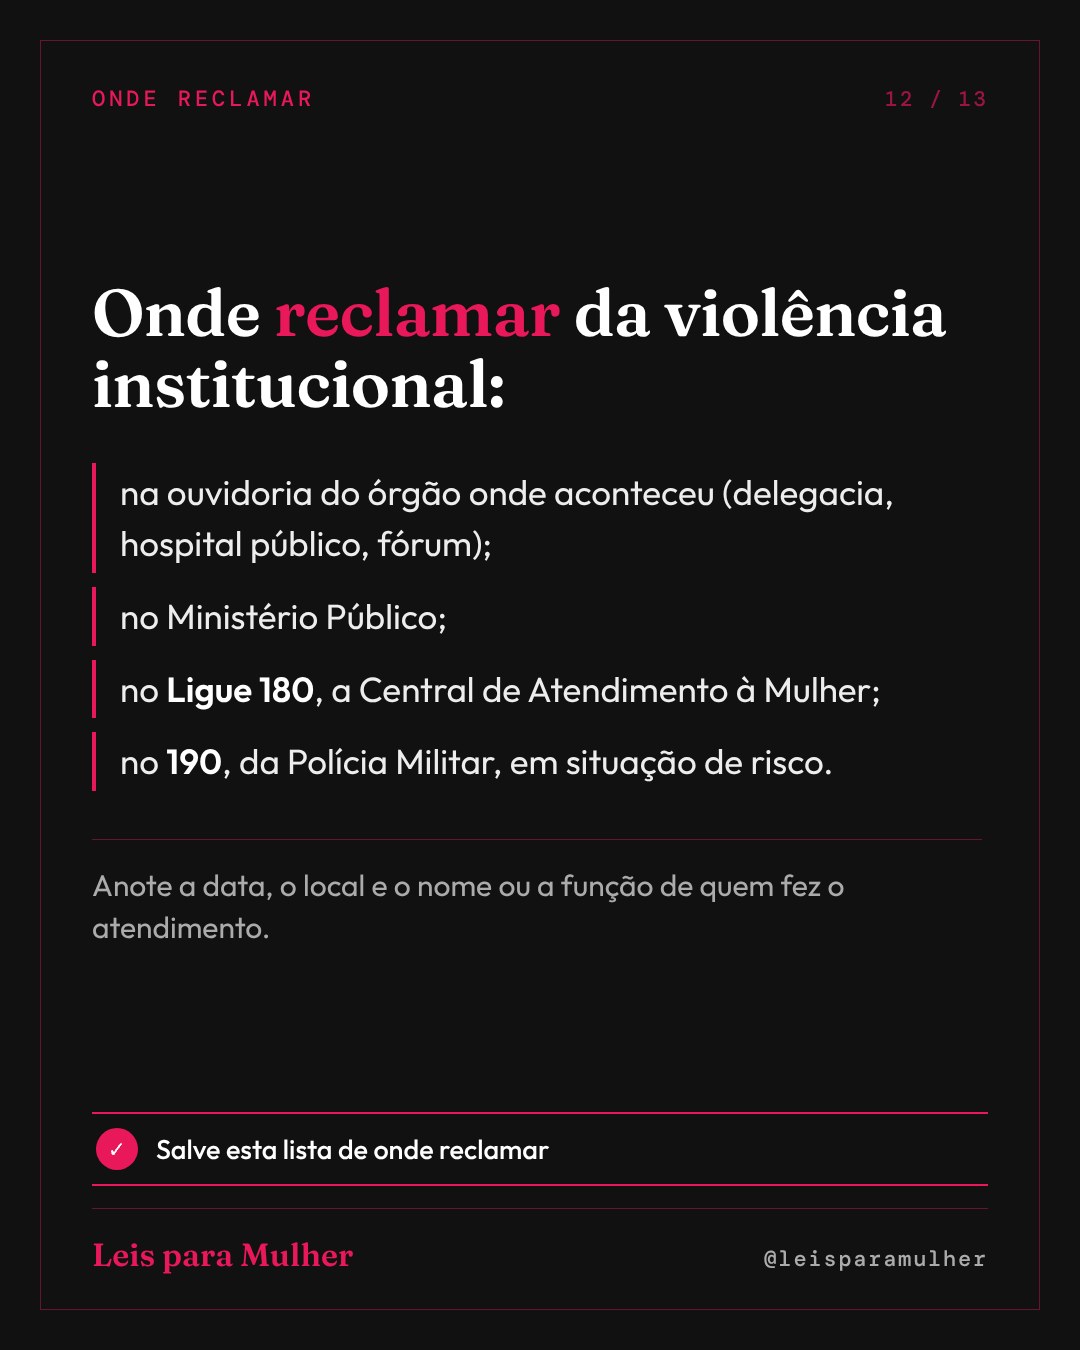 ONDE RECLAMAR
12 / 13
Onde reclamar da violência
institucional:
na ouvidoria do órgão onde aconteceu (delegacia,
hospital público, fórum);
no Ministério Público;
no Ligue 180, a Central de Atendimento à Mulher;
no 190, da Polícia Militar, em situação de risco.
Anote a data, o local e o nome ou a função de quem fez o
atendimento.
✓ Salve esta lista de onde reclamar
Leis para Mulher
@leisparamulher